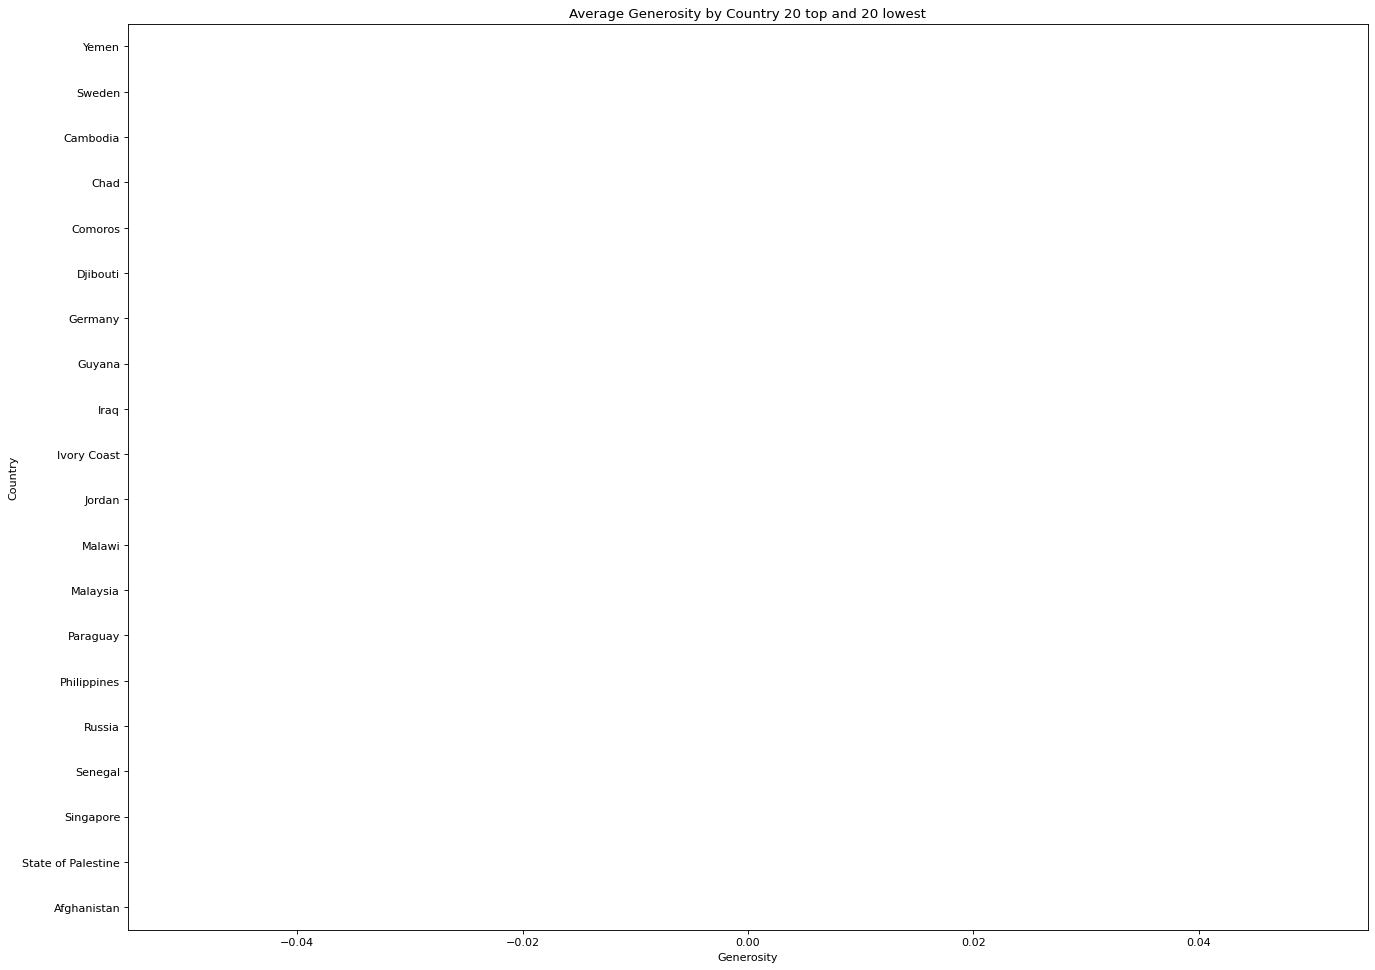 Average Generosity by Country 20 top and 20 lowest
Country
Yemen
Sweden
Cambodia
Chad
Comoros
Djibouti
Germany
Guyana
Iraq
Ivory Coast
Jordan
Malawi
Malaysia
Paraguay
Philippines
Russia
Senegal
Singapore
State of Palestine
Afghanistan
−0.04 −0.02 0.00 0.02 0.04
Generosity